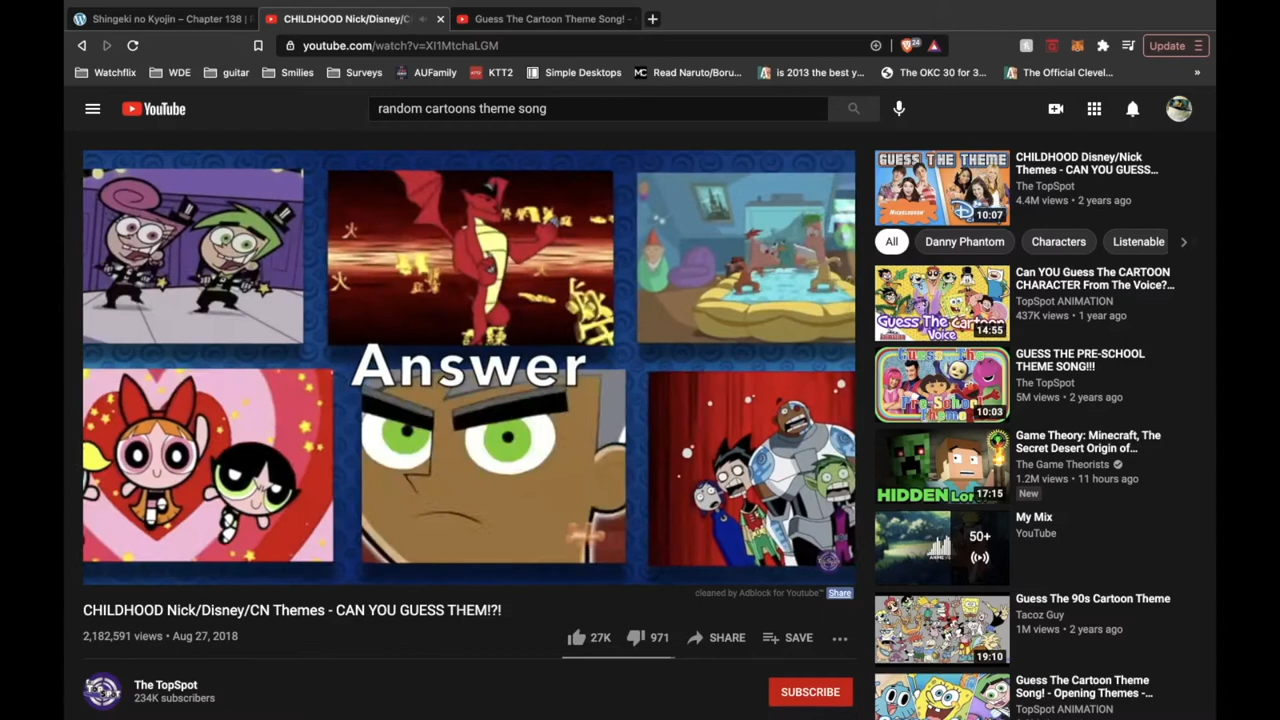 Shingeki no Kyojin – Chapter 138 |
CHILDHOOD Nick/Disney/C
Guess The Cartoon Theme Song! -
youtube.com/watch?v=XI1MtchaLGM
24
Update
Watchflix
WDE
guitar
Smilies
Surveys
AUFamily
KTT2
Simple Desktops
Read Naruto/Boru...
is 2013 the best y...
The OKC 30 for 3...
The Official Clevel...
»
YouTube
random cartoons theme song
Answer
cleaned by Adblock for Youtube™ Share
CHILDHOOD Nick/Disney/CN Themes - CAN YOU GUESS THEM!?!
2,182,591 views • Aug 27, 2018
27K
971
SHARE
SAVE
The TopSpot
234K subscribers
SUBSCRIBE
GUESS THE THEME
NICKELODEON
10:07
CHILDHOOD Disney/Nick
Themes - CAN YOU GUESS...
The TopSpot
4.4M views • 2 years ago
All
Danny Phantom
Characters
Listenable
Guess The Cartoon
Voice
14:55
Can YOU Guess The CARTOON
CHARACTER From The Voice?...
TopSpot ANIMATION
437K views • 1 year ago
Guess The
Pre-School
Theme
10:03
GUESS THE PRE-SCHOOL
THEME SONG!!!
The TopSpot
5M views • 2 years ago
HIDDEN Lor
17:15
Game Theory: Minecraft, The
Secret Desert Origin of...
The Game Theorists
1.2M views • 11 hours ago
New
50+
My Mix
YouTube
19:10
Guess The 90s Cartoon Theme
Tacoz Guy
1M views • 2 years ago
Guess The Cartoon Theme
Song! - Opening Themes -...
TopSpot ANIMATION